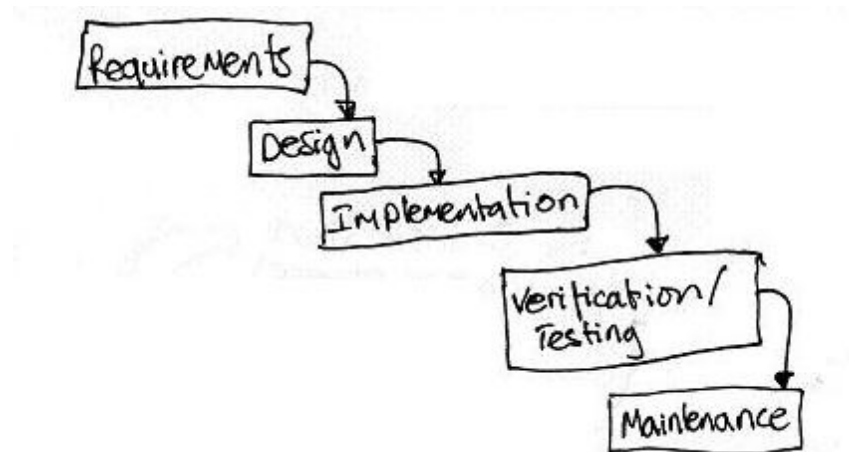 Requirements
Design
Implementation
Verification/
Testing
Maintenance